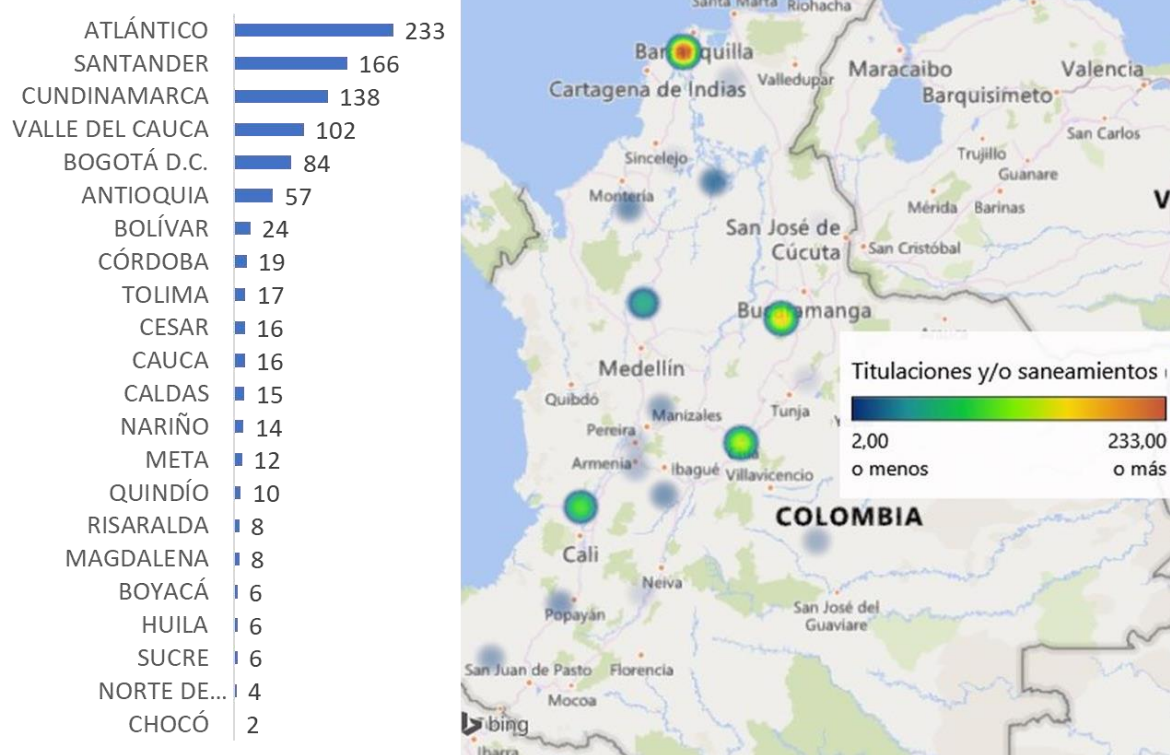 ATLÁNTICO 233
SANTANDER 166
CUNDINAMARCA 138
VALLE DEL CAUCA 102
BOGOTÁ D.C. 84
ANTIOQUIA 57
BOLÍVAR 24
CÓRDOBA 19
TOLIMA 17
CESAR 16
CAUCA 16
CALDAS 15
NARIÑO 14
META 12
QUINDÍO 10
RISARALDA 8
MAGDALENA 8
BOYACÁ 6
HUILA 6
SUCRE 6
NORTE DE... 4
CHOCÓ 2
Santa Marta
Riohacha
Barranquilla
Cartagena de Indias
Valledupar
Maracaibo
Valencia
Barquisimeto
San Carlos
Sincelejo
Trujillo
Guanare
Montería
Mérida
Barinas
V
San José de
Cúcuta
San Cristóbal
Bucaramanga
Medellín
Titulaciones y/o saneamientos
2,00
233,00
o menos
o más
Quibdó
Manizales
Tunja
Pereira
Armenia
Ibagué
Villavicencio
COLOMBIA
Cali
Neiva
Popayán
San José del
Guaviare
San Juan de Pasto
Florencia
Mocoa
bing
Ibarra